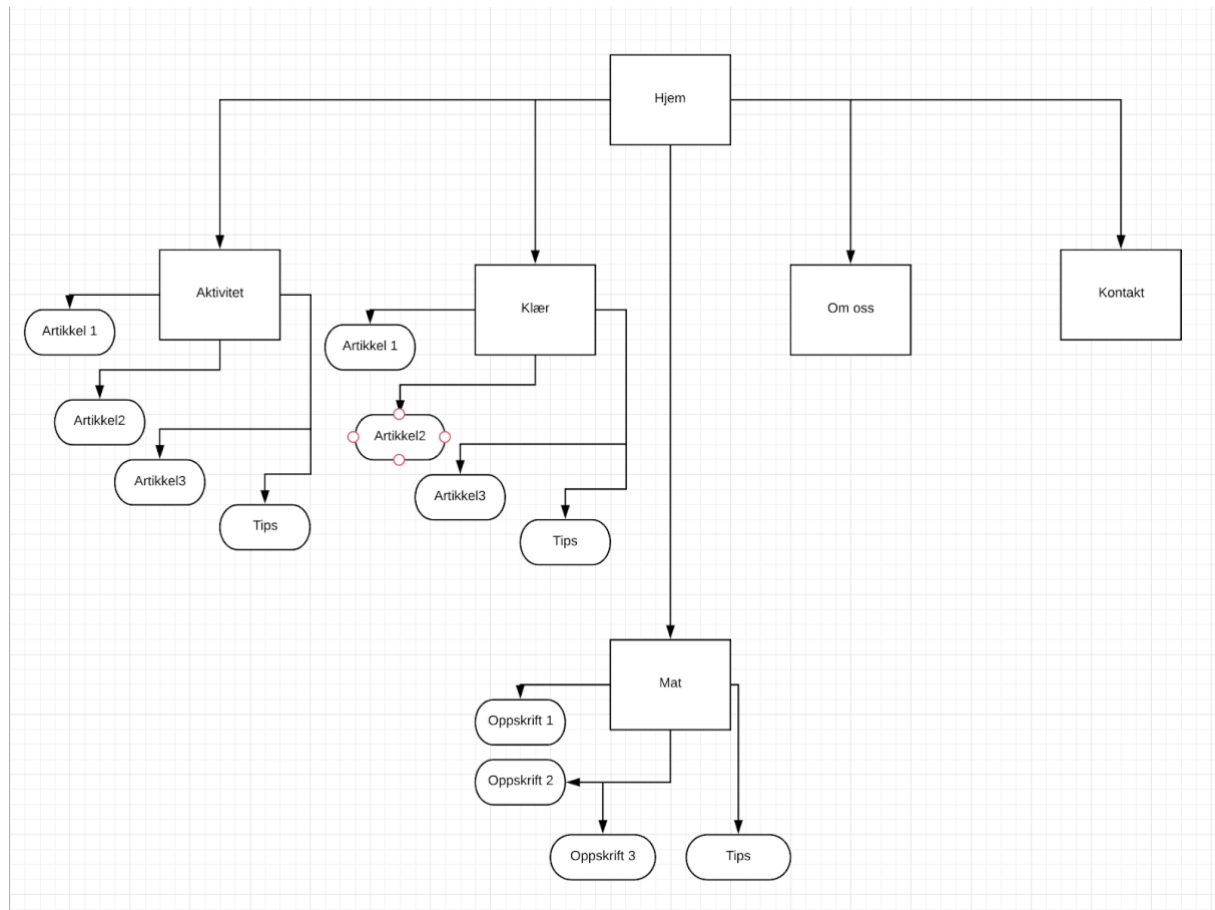 Hjem
Aktivitet
Klær
Om oss
Kontakt
Artikkel 1
Artikkel2
Artikkel3
Tips
Artikkel 1
Artikkel2
Artikkel3
Tips
Mat
Oppskrift 1
Oppskrift 2
Oppskrift 3
Tips